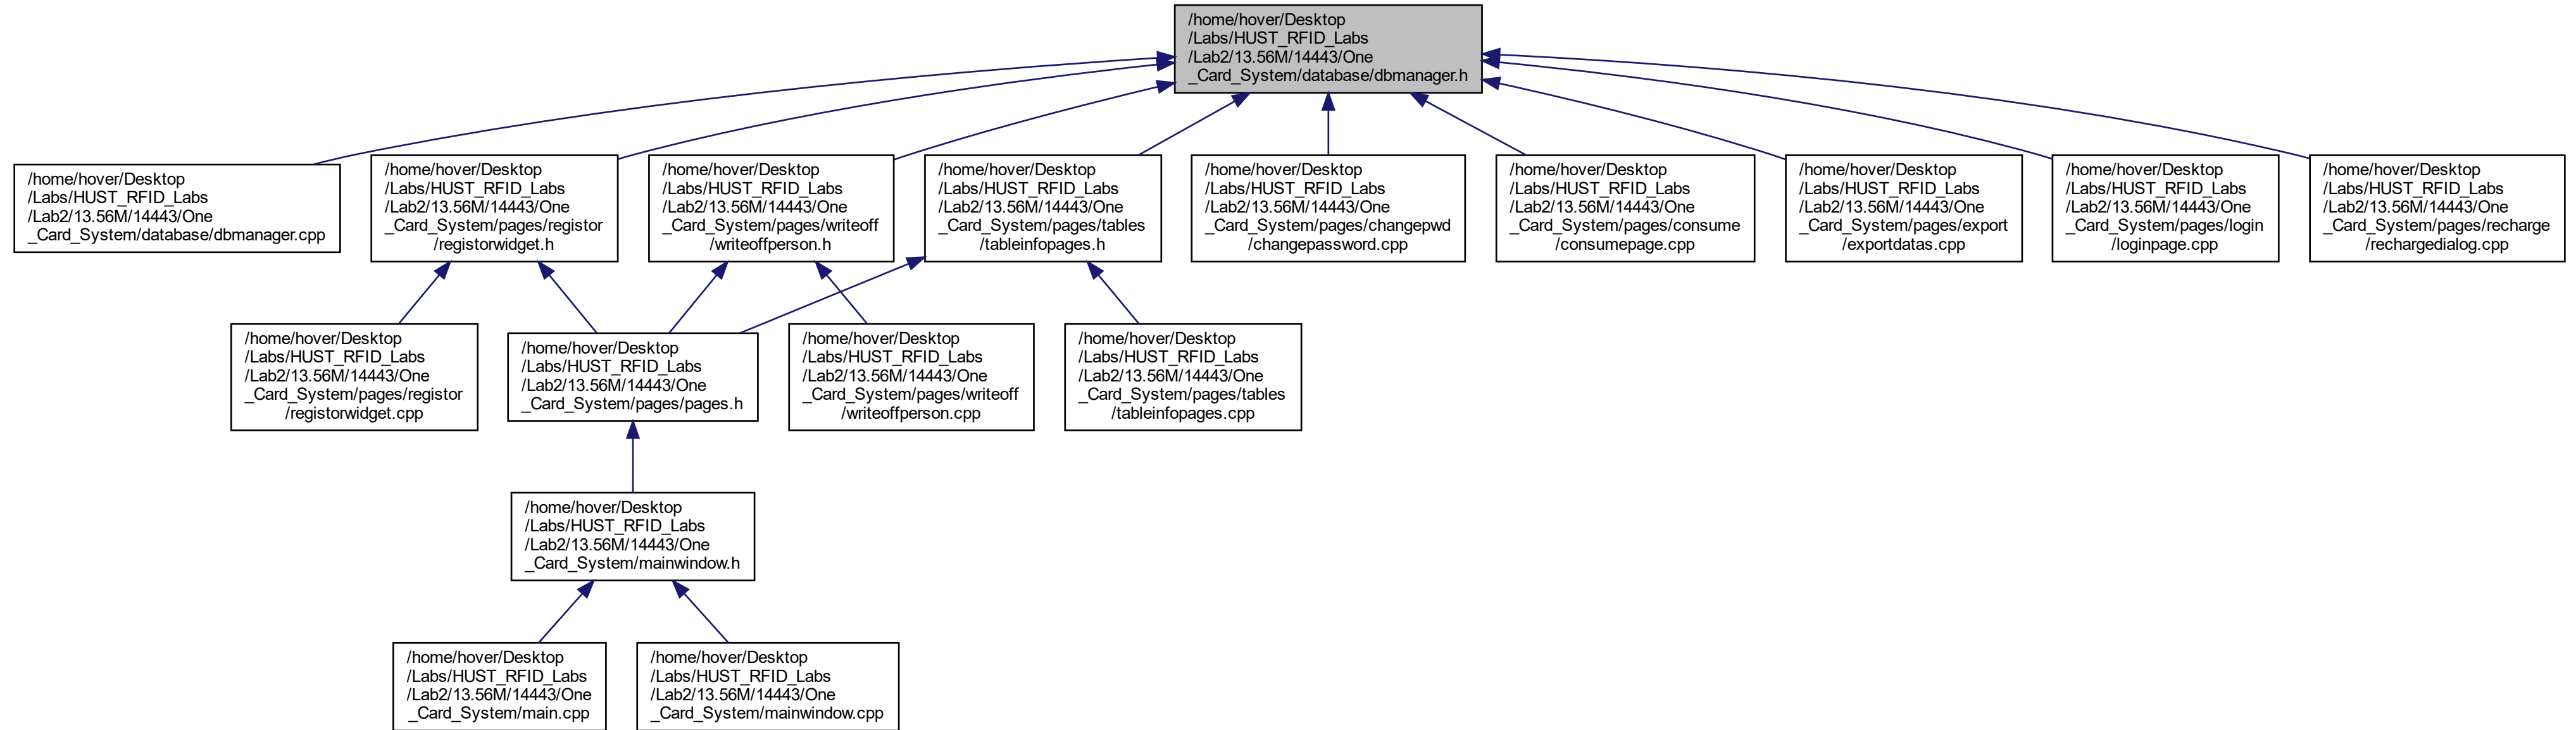 /home/hover/Desktop
/Labs/HUST_RFID_Labs
/Lab2/13.56M/14443/One
_Card_System/database/dbmanager.h
/home/hover/Desktop
/Labs/HUST_RFID_Labs
/Lab2/13.56M/14443/One
_Card_System/database/dbmanager.cpp
/home/hover/Desktop
/Labs/HUST_RFID_Labs
/Lab2/13.56M/14443/One
_Card_System/pages/registor
/registorwidget.h
/home/hover/Desktop
/Labs/HUST_RFID_Labs
/Lab2/13.56M/14443/One
_Card_System/pages/writeoff
/writeoffperson.h
/home/hover/Desktop
/Labs/HUST_RFID_Labs
/Lab2/13.56M/14443/One
_Card_System/pages/tables
/tableinfopages.h
/home/hover/Desktop
/Labs/HUST_RFID_Labs
/Lab2/13.56M/14443/One
_Card_System/pages/changepwd
/changepassword.cpp
/home/hover/Desktop
/Labs/HUST_RFID_Labs
/Lab2/13.56M/14443/One
_Card_System/pages/consume
/consumepage.cpp
/home/hover/Desktop
/Labs/HUST_RFID_Labs
/Lab2/13.56M/14443/One
_Card_System/pages/export
/exportdatas.cpp
/home/hover/Desktop
/Labs/HUST_RFID_Labs
/Lab2/13.56M/14443/One
_Card_System/pages/login
/loginpage.cpp
/home/hover/Desktop
/Labs/HUST_RFID_Labs
/Lab2/13.56M/14443/One
_Card_System/pages/recharge
/rechargedialog.cpp
/home/hover/Desktop
/Labs/HUST_RFID_Labs
/Lab2/13.56M/14443/One
_Card_System/pages/registor
/registorwidget.cpp
/home/hover/Desktop
/Labs/HUST_RFID_Labs
/Lab2/13.56M/14443/One
_Card_System/pages/pages.h
/home/hover/Desktop
/Labs/HUST_RFID_Labs
/Lab2/13.56M/14443/One
_Card_System/pages/writeoff
/writeoffperson.cpp
/home/hover/Desktop
/Labs/HUST_RFID_Labs
/Lab2/13.56M/14443/One
_Card_System/pages/tables
/tableinfopages.cpp
/home/hover/Desktop
/Labs/HUST_RFID_Labs
/Lab2/13.56M/14443/One
_Card_System/mainwindow.h
/home/hover/Desktop
/Labs/HUST_RFID_Labs
/Lab2/13.56M/14443/One
_Card_System/main.cpp
/home/hover/Desktop
/Labs/HUST_RFID_Labs
/Lab2/13.56M/14443/One
_Card_System/mainwindow.cpp